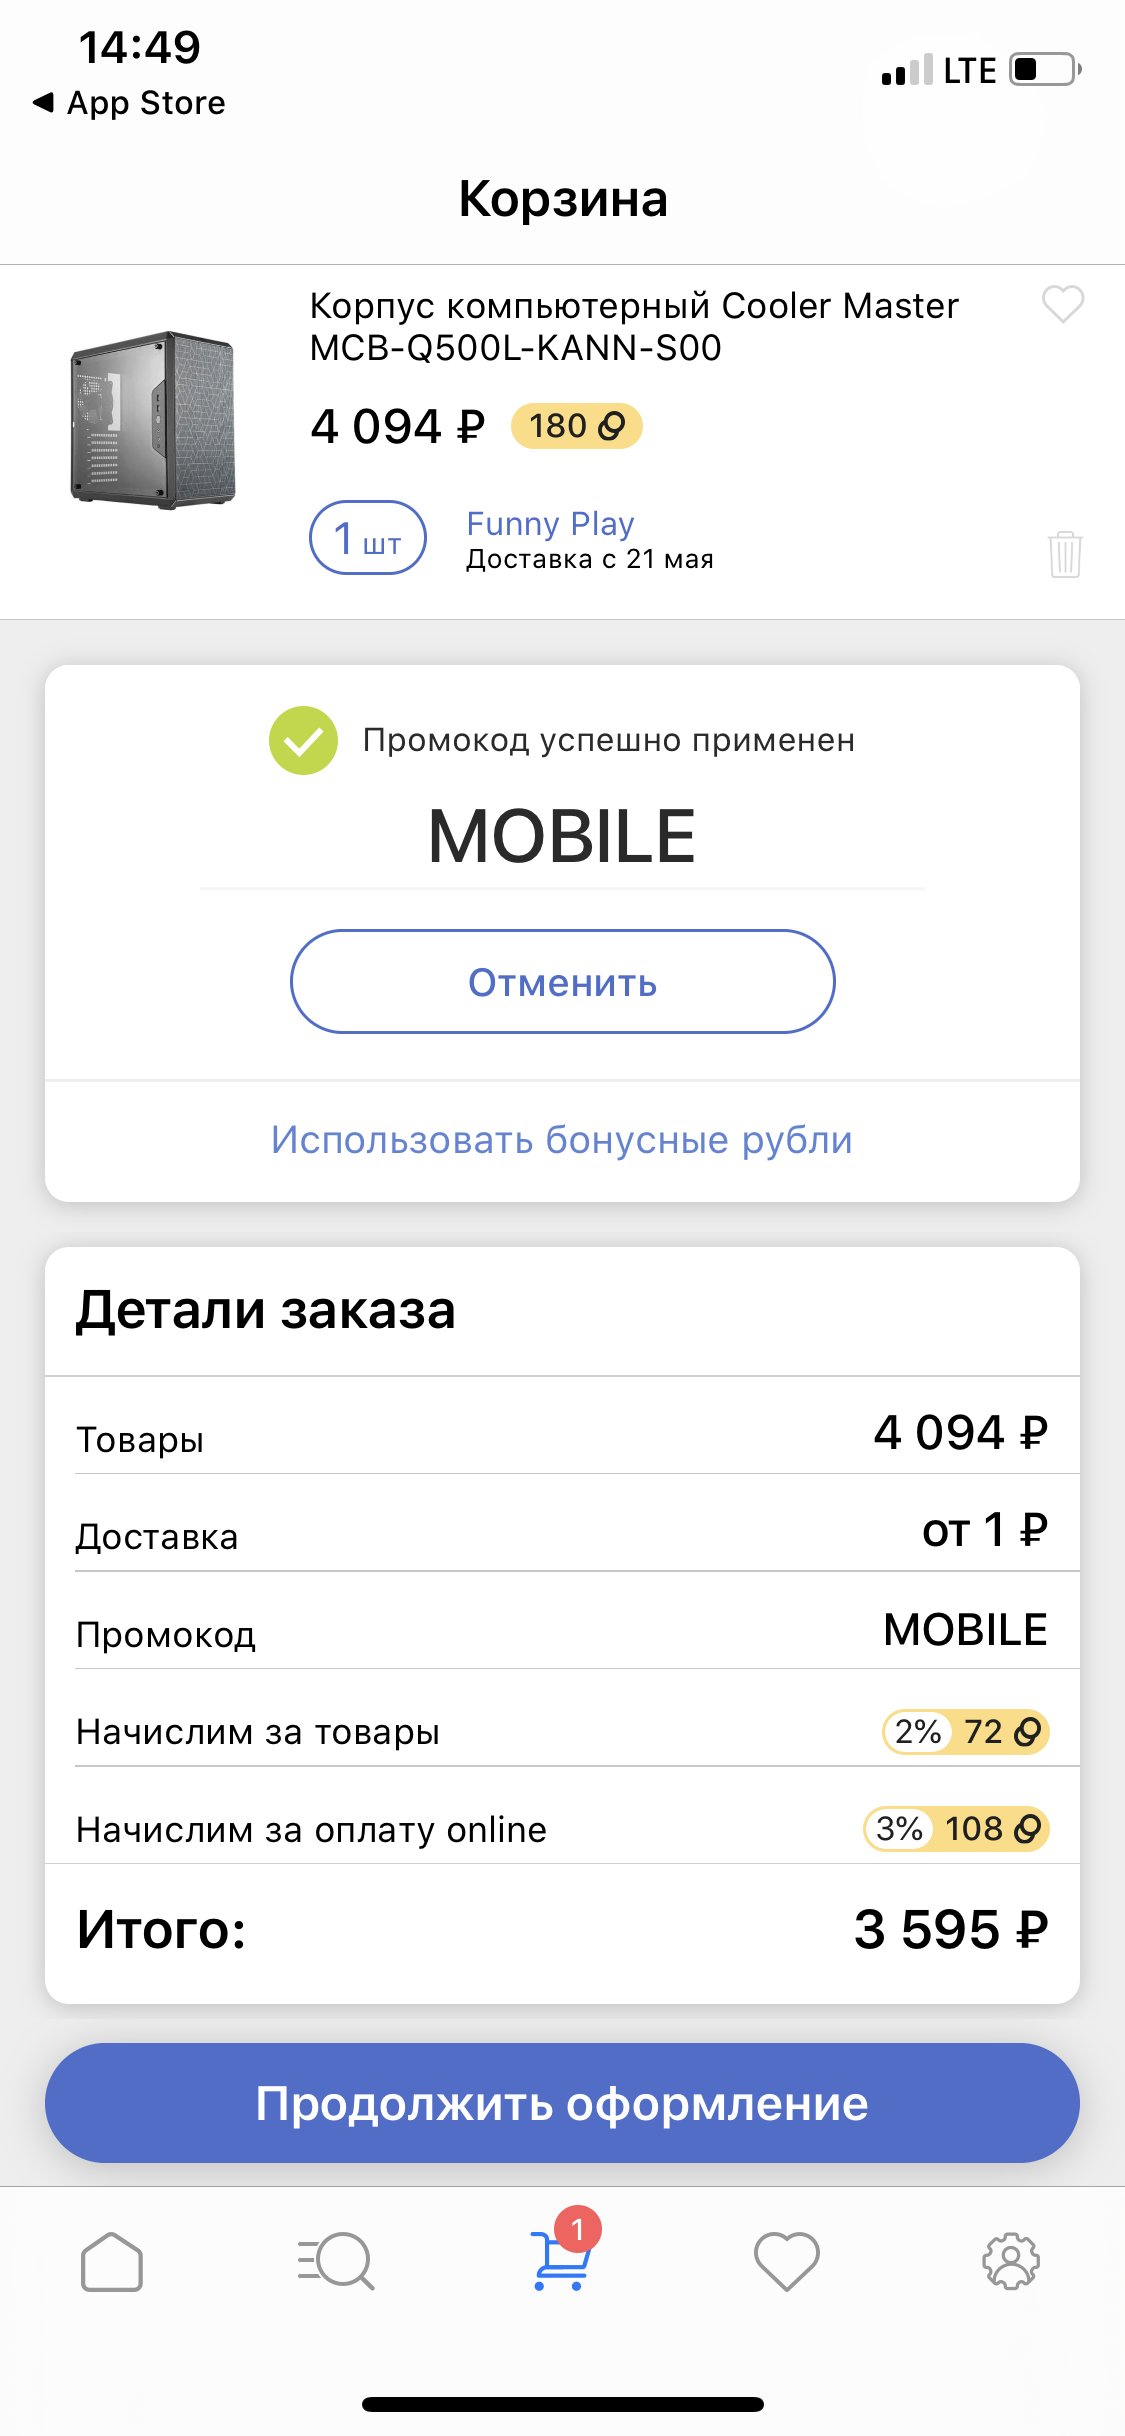 14:49
LTE
◀ App Store
Корзина
Корпус компьютерный Cooler Master
MCB-Q500L-KANN-S00
4 094 ₽ 180
1 шт
Funny Play
Доставка с 21 мая
Промокод успешно применен
MOBILE
Отменить
Использовать бонусные рубли
Детали заказа
Товары 4 094 ₽
Доставка от 1 ₽
Промокод MOBILE
Начислим за товары 2% 72
Начислим за оплату online 3% 108
Итого: 3 595 ₽
Продолжить оформление
1